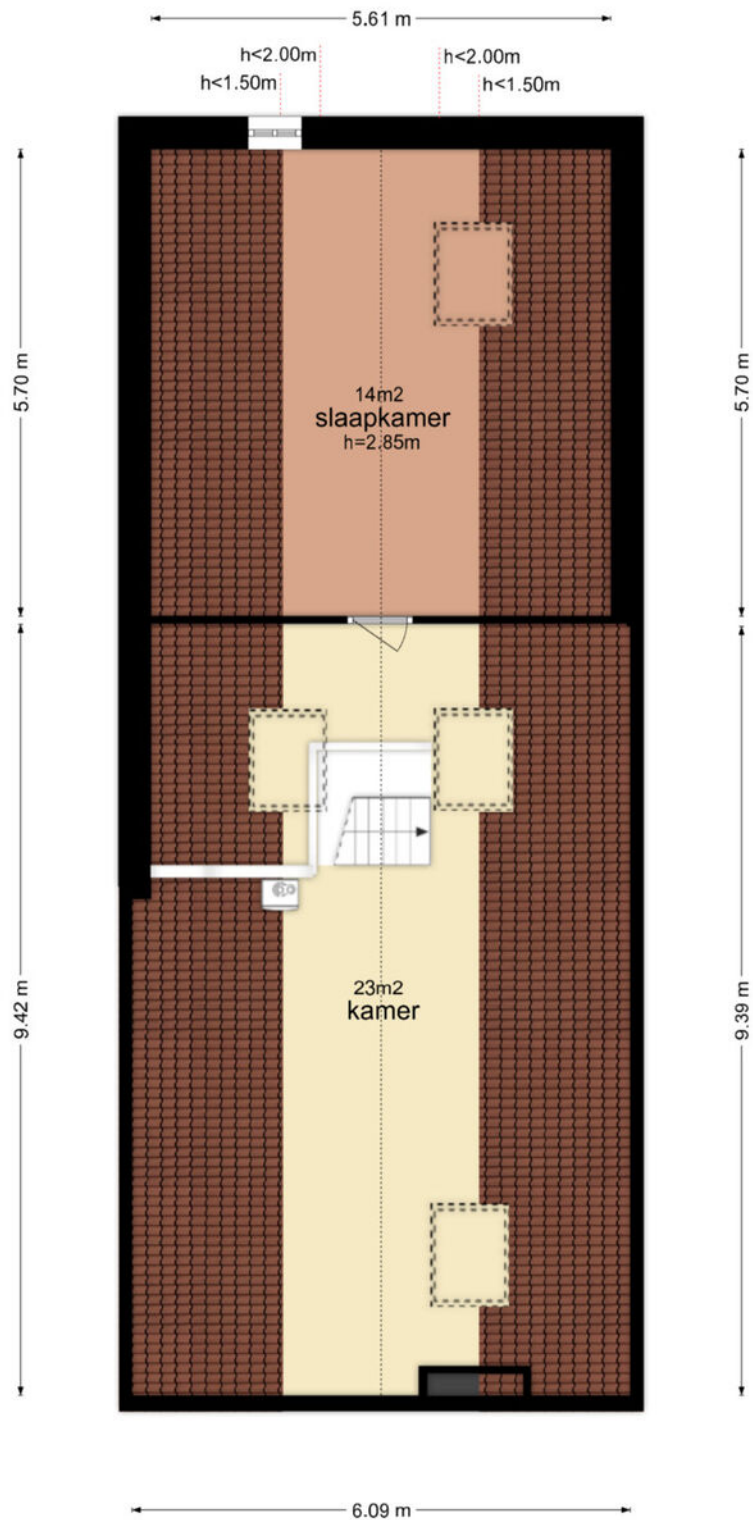 5.61 m
h<2.00m
h<2.00m
h<1.50m
h<1.50m
5.70 m
5.70 m
14m2
slaapkamer
h=2.85m
9.42 m
9.39 m
23m2
kamer
6.09 m